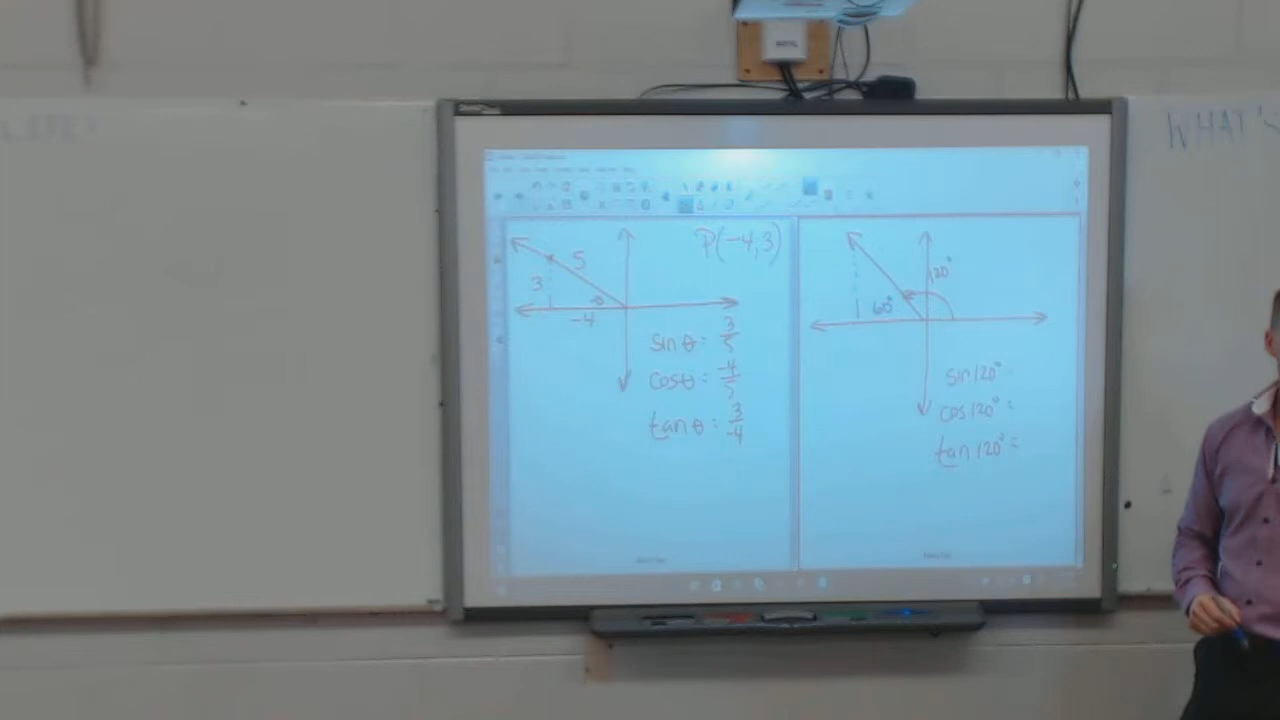 WHAT'S
P(-4,3)
5
3
-4
θ
sin θ = 3/5
cos θ = -4/5
tan θ = 3/-4
120°
60°
sin 120°
cos 120° =
tan 120° =